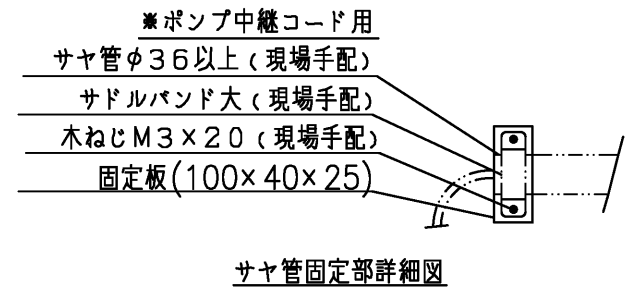 ※ポンプ中継コード用
サヤ管φ36以上(現場手配)
サドルバンド大(現場手配)
木ねじM3×20(現場手配)
固定板(100×40×25)
サヤ管固定部詳細図